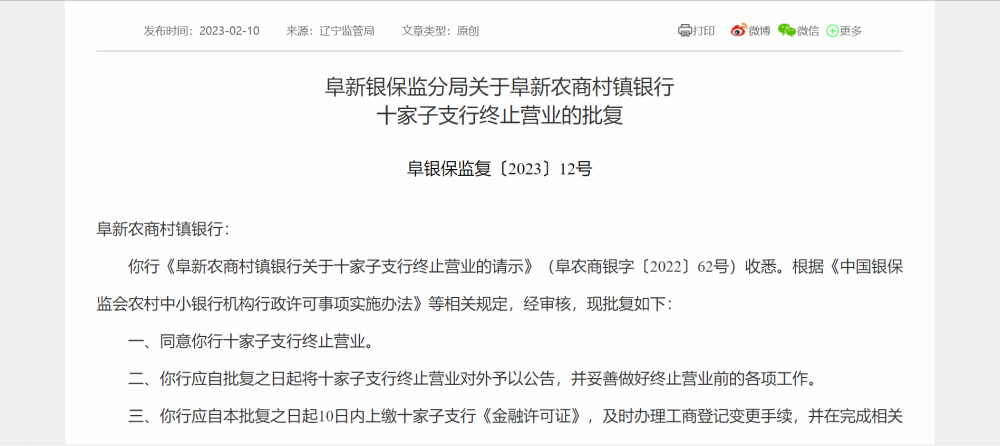 发布时间：2023-02-10 来源：辽宁监管局 文章类型：原创 打印 微博 微信 更多
阜新银保监分局关于阜新农商村镇银行
十家子支行终止营业的批复
阜银保监复〔2023〕12号
阜新农商村镇银行：
你行《阜新农商村镇银行关于十家子支行终止营业的请示》（阜农商银字〔2022〕62号）收悉。根据《中国银保
监会农村中小银行机构行政许可事项实施办法》等相关规定，经审核，现批复如下：
一、同意你行十家子支行终止营业。
二、你行应自批复之日起将十家子支行终止营业对外予以公告，并妥善做好终止营业前的各项工作。
三、你行应自本批复之日起10日内上缴十家子支行《金融许可证》，及时办理工商登记变更手续，并在完成相关